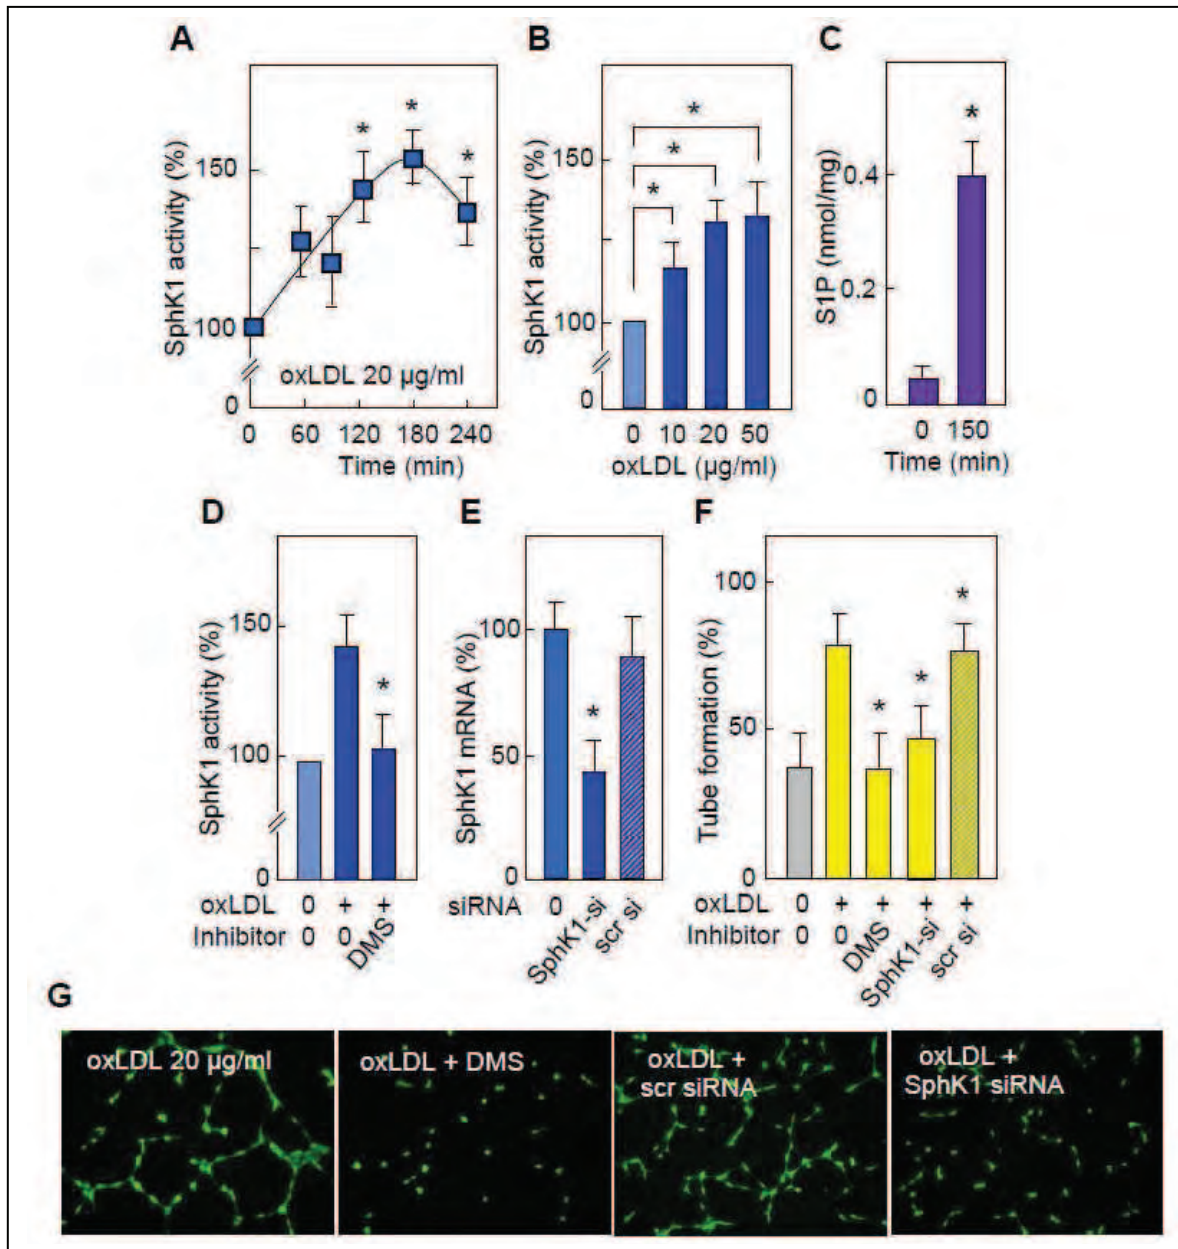 A
SphK1 activity (%)
150
100
0
* * *
oxLDL 20 µg/ml
0 60 120 180 240
Time (min)
B
SphK1 activity (%)
150
100
0
* * *
0 10 20 50
oxLDL (µg/ml)
C
S1P (nmol/mg)
0,4
0.2
0
*
0 150
Time (min)
D
SphK1 activity (%)
150
100
0
*
oxLDL 0 + +
Inhibitor 0 0 DMS
E
SphK1 mRNA (%)
100
50
0
*
siRNA 0 SphK1-si scr si
F
Tube formation (%)
100
50
0
* * *
oxLDL 0 + + + +
Inhibitor 0 0 DMS SphK1-si scr si
G
oxLDL 20 µg/ml
oxLDL + DMS
oxLDL +
scr siRNA
oxLDL +
SphK1 siRNA